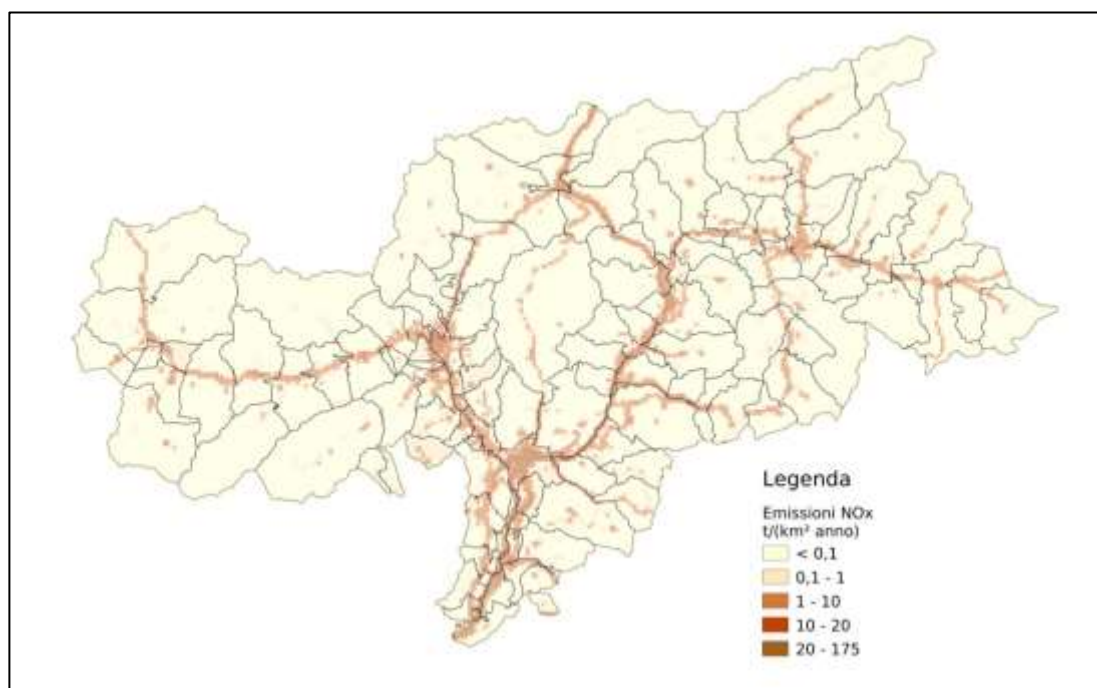 Legenda
Emissioni NOx
t/(km² anno)
< 0,1
0,1 - 1
1 - 10
10 - 20
20 - 175